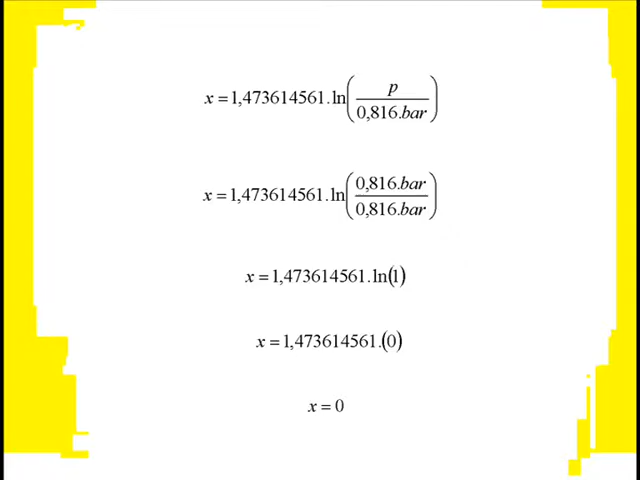 x = 1,473614561.ln(p / 0,816.bar)
x = 1,473614561.ln(0,816.bar / 0,816.bar)
x = 1,473614561.ln(1)
x = 1,473614561.(0)
x = 0